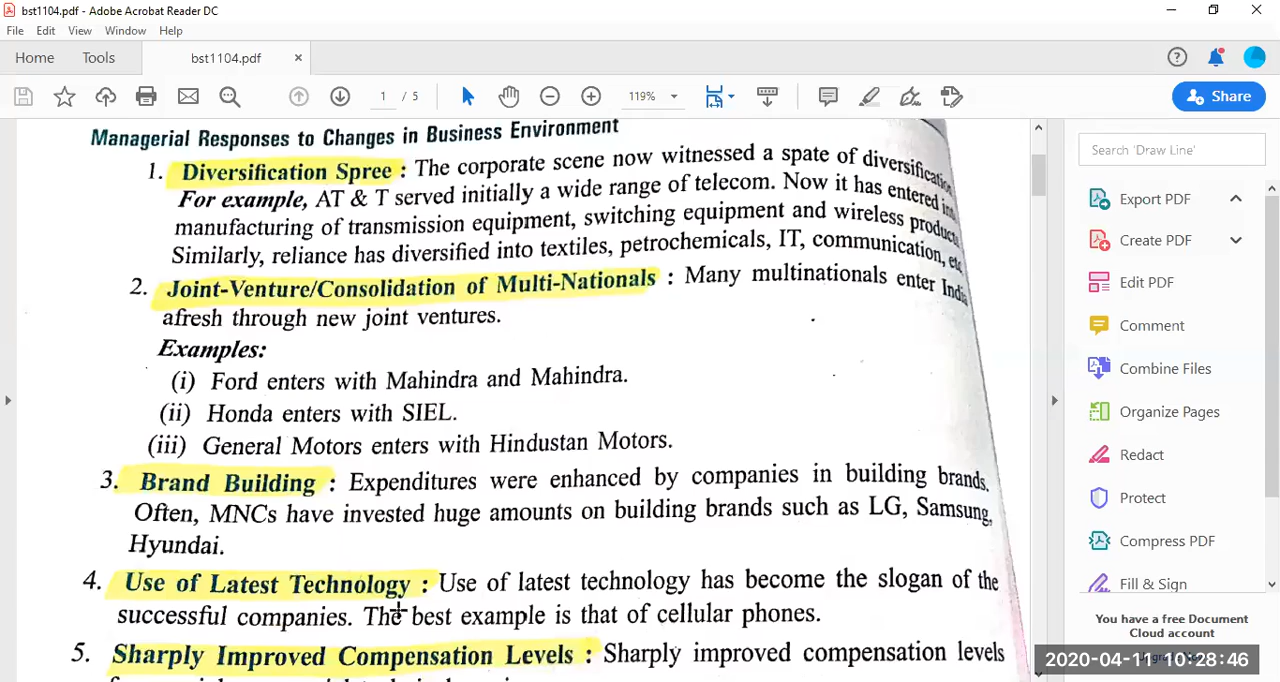 bst1104.pdf - Adobe Acrobat Reader DC
File Edit View Window Help
Home Tools bst1104.pdf
1 / 5 119% Share
Managerial Responses to Changes in Business Environment
1. Diversification Spree : The corporate scene now witnessed a spate of diversification
For example, AT & T served initially a wide range of telecom. Now it has entered into
manufacturing of transmission equipment, switching equipment and wireless products.
Similarly, reliance has diversified into textiles, petrochemicals, IT, communication, etc
2. Joint-Venture/Consolidation of Multi-Nationals : Many multinationals enter India
afresh through new joint ventures.
Examples:
(i) Ford enters with Mahindra and Mahindra.
(ii) Honda enters with SIEL.
(iii) General Motors enters with Hindustan Motors.
3. Brand Building : Expenditures were enhanced by companies in building brands.
Often, MNCs have invested huge amounts on building brands such as LG, Samsung,
Hyundai.
4. Use of Latest Technology : Use of latest technology has become the slogan of the
successful companies. The best example is that of cellular phones.
5. Sharply Improved Compensation Levels : Sharply improved compensation levels
Search 'Draw Line'
Export PDF
Create PDF
Edit PDF
Comment
Combine Files
Organize Pages
Redact
Protect
Compress PDF
Fill & Sign
You have a free Document
Cloud account
2020-04-11 10:28:46